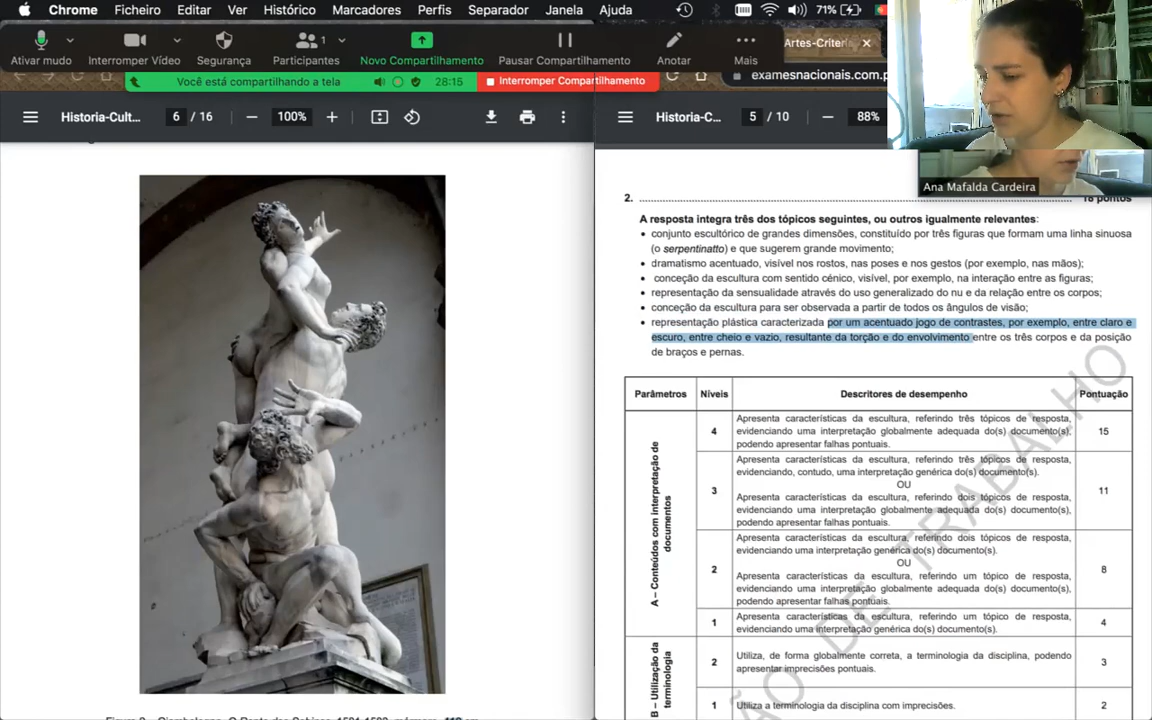 Chrome Ficheiro Editar Ver Histórico Marcadores Perfis Separador Janela Ajuda 71%
Ativar mudo
Interromper Vídeo
Segurança
Participantes 1
Novo Compartilhamento
Pausar Compartilhamento
Anotar
Mais
Artes-Criteri
Você está compartilhando a tela 28:15 Interromper Compartilhamento
examesnacionais.com.p
Historia-Cult... 6 / 16 100%
Historia-C... 5 / 10 88%
Ana Mafalda Cardeira
2. 18 pontos
A resposta integra três dos tópicos seguintes, ou outros igualmente relevantes:
• conjunto escultórico de grandes dimensões, constituído por três figuras que formam uma linha sinuosa
(o serpentinatto) e que sugerem grande movimento;
• dramatismo acentuado, visível nos rostos, nas poses e nos gestos (por exemplo, nas mãos);
• conceção da escultura com sentido cénico, visível, por exemplo, na interação entre as figuras;
• representação da sensualidade através do uso generalizado do nu e da relação entre os corpos;
• conceção da escultura para ser observada a partir de todos os ângulos de visão;
• representação plástica caracterizada por um acentuado jogo de contrastes, por exemplo, entre claro e
escuro, entre cheio e vazio, resultante da torção e do envolvimento entre os três corpos e da posição
de braços e pernas.
Parâmetros Níveis Descritores de desempenho Pontuação
A – Conteúdos com interpretação de
documentos
4
Apresenta características da escultura, referindo três tópicos de resposta,
evidenciando uma interpretação globalmente adequada do(s) documento(s),
podendo apresentar falhas pontuais.
15
3
Apresenta características da escultura, referindo três tópicos de resposta,
evidenciando, contudo, uma interpretação genérica do(s) documento(s).
OU
Apresenta características da escultura, referindo dois tópicos de resposta,
evidenciando uma interpretação globalmente adequada do(s) documento(s),
podendo apresentar falhas pontuais.
11
2
Apresenta características da escultura, referindo dois tópicos de resposta,
evidenciando uma interpretação genérica do(s) documento(s).
OU
Apresenta características da escultura, referindo um tópico de resposta,
evidenciando uma interpretação globalmente adequada do(s) documento(s),
podendo apresentar falhas pontuais.
8
1
Apresenta características da escultura, referindo um tópico de resposta,
evidenciando uma interpretação genérica do(s) documento(s).
4
B – Utilização da
terminologia
2
Utiliza, de forma globalmente correta, a terminologia da disciplina, podendo
apresentar imprecisões pontuais.
3
1
Utiliza a terminologia da disciplina com imprecisões.
2
ÃO DE TRABALHO